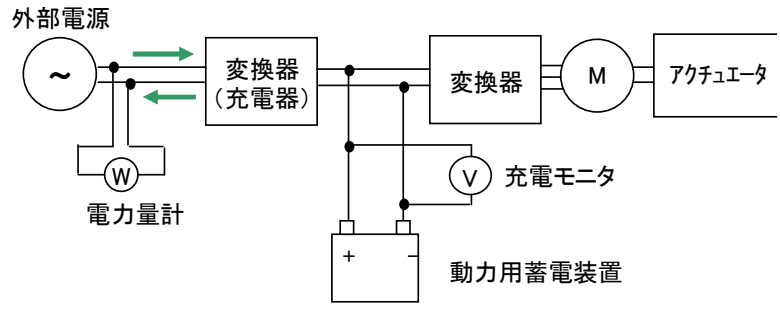 外部電源
~
変換器
(充電器)
変換器
M
アクチュエータ
W
電力量計
V
充電モニタ
+
−
動力用蓄電装置